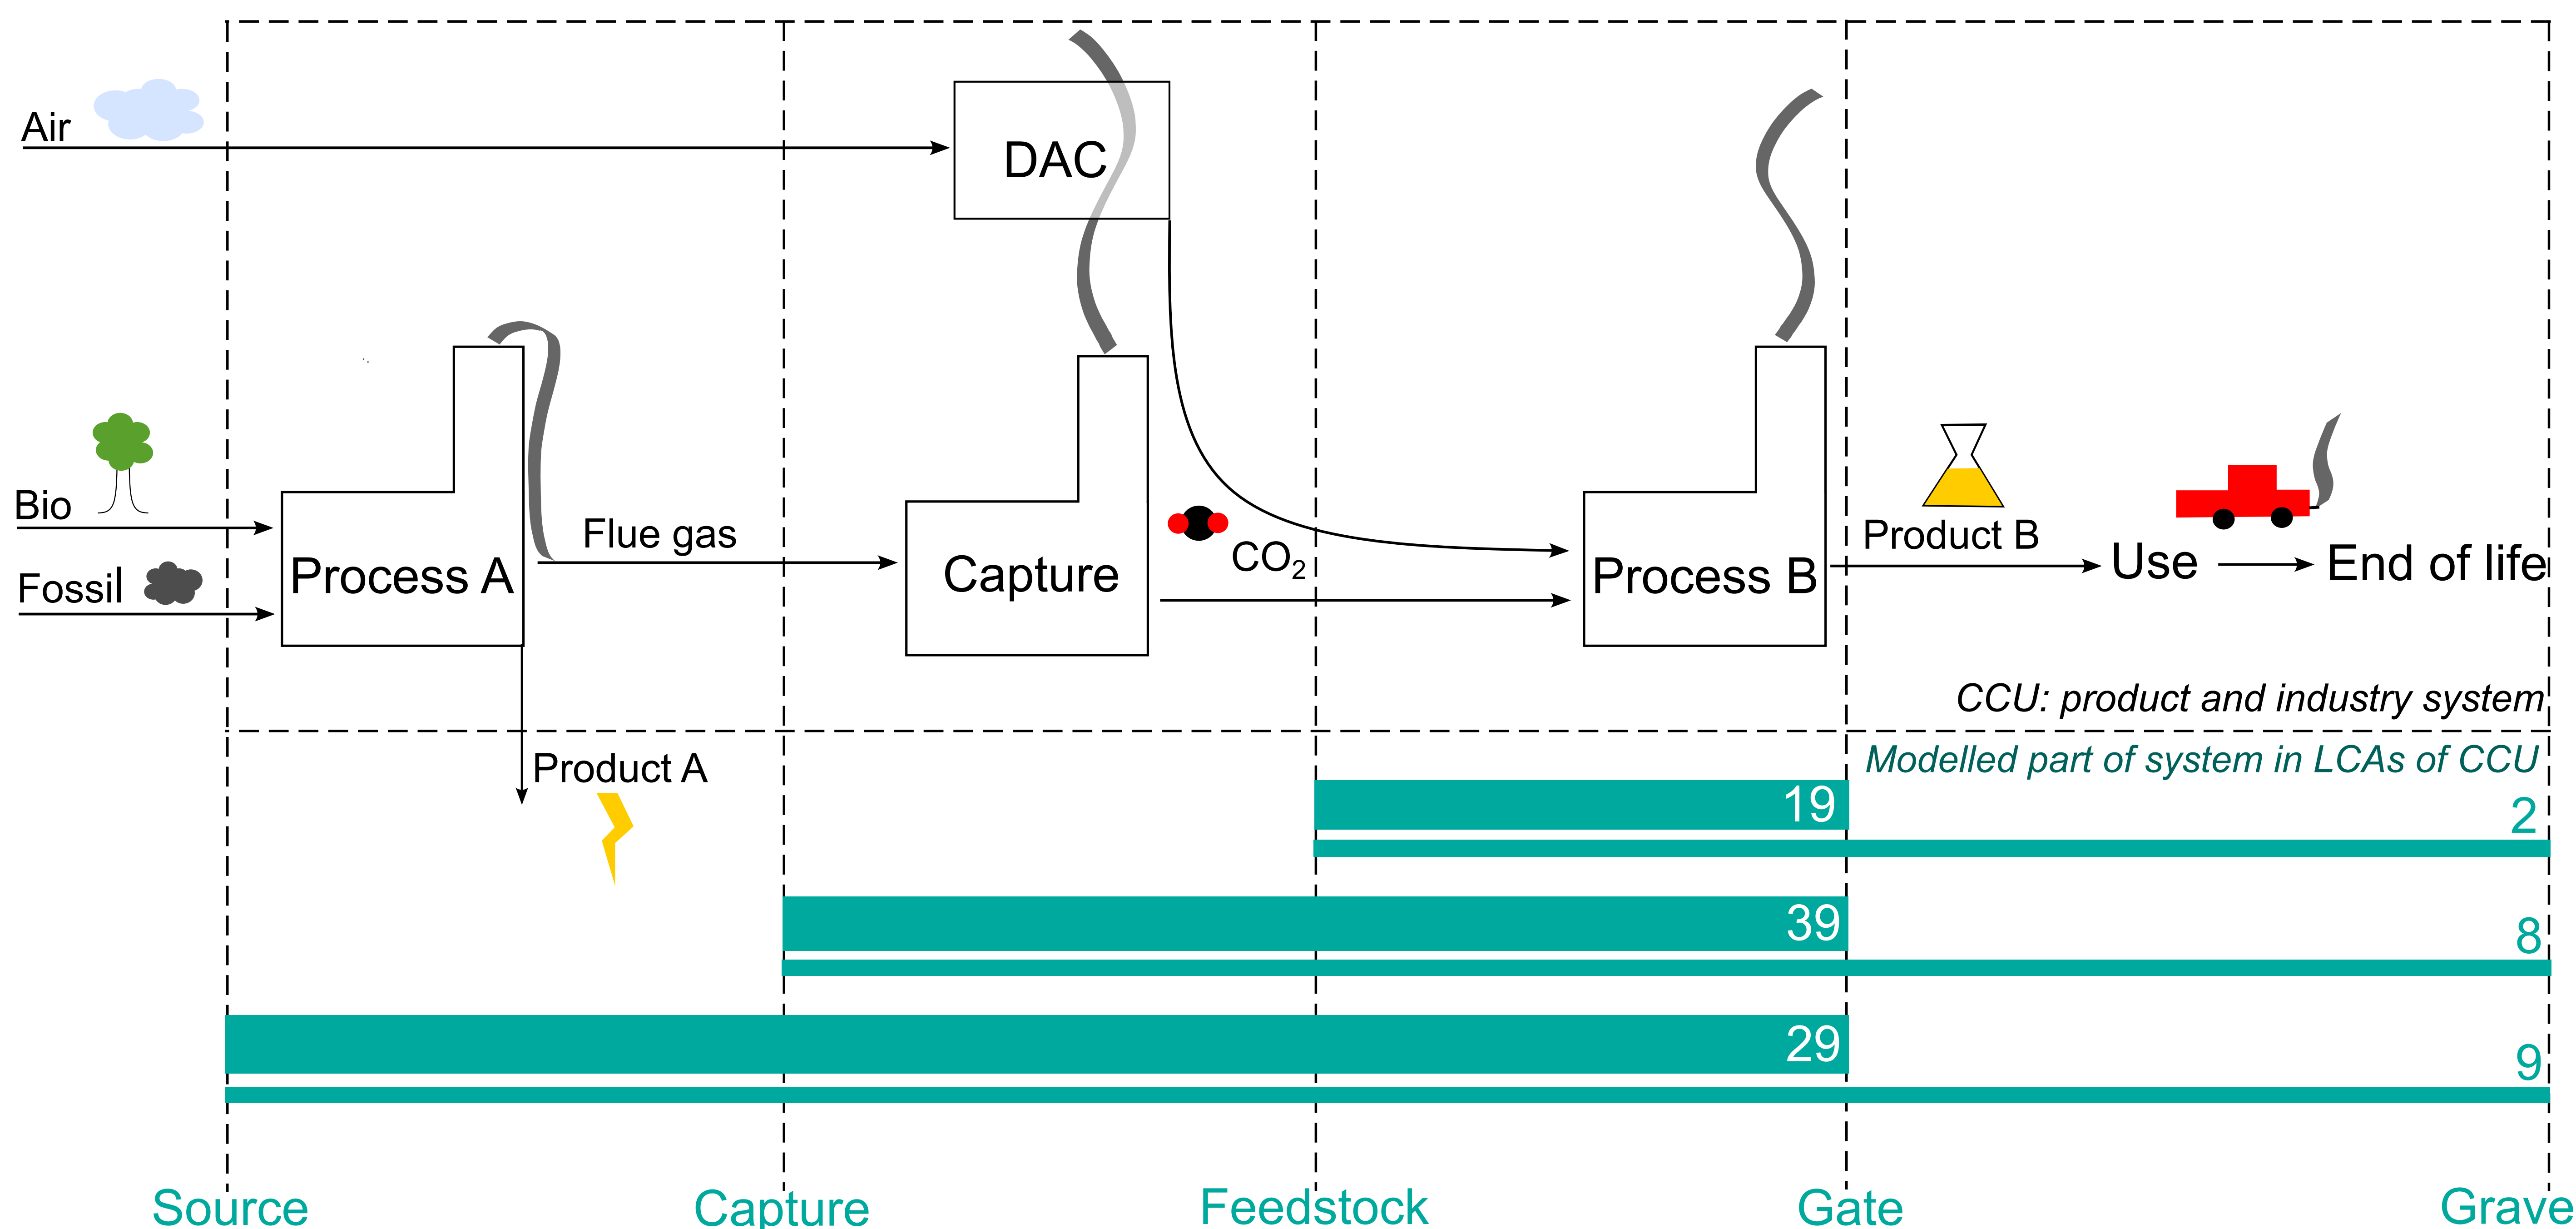 Air
DAC
Bio
Flue gas
Fossil
Process A
Capture
CO₂
Process B
Product B
Use
End of life
CCU: product and industry system
Product A
Modelled part of system in LCAs of CCU
19
2
39
8
29
9
Source
Capture
Feedstock
Gate
Grave